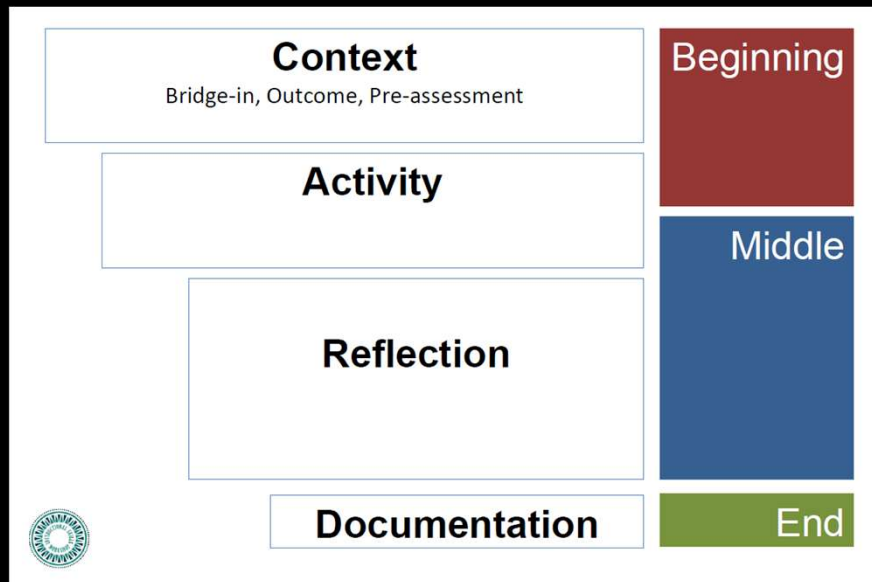 Context
Bridge-in, Outcome, Pre-assessment
Beginning
Activity
Middle
Reflection
Documentation
End